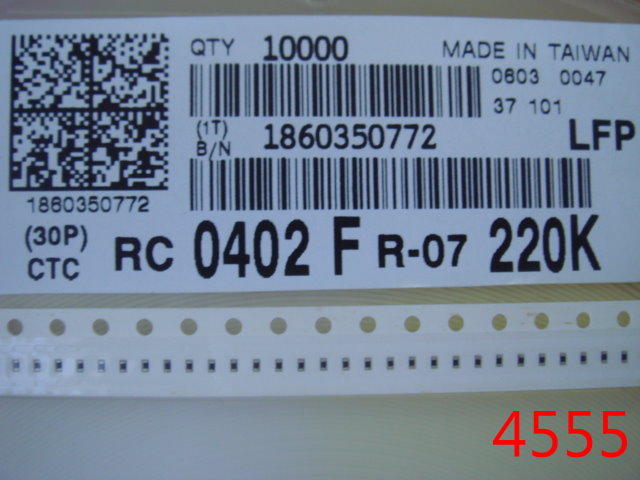 QTY 10000 MADE IN TAIWAN
0603 0047
37 101
(1T)
B/N 1860350772 LFP
1860350772
(30P)
CTC RC 0402 F R-07 220K
4555